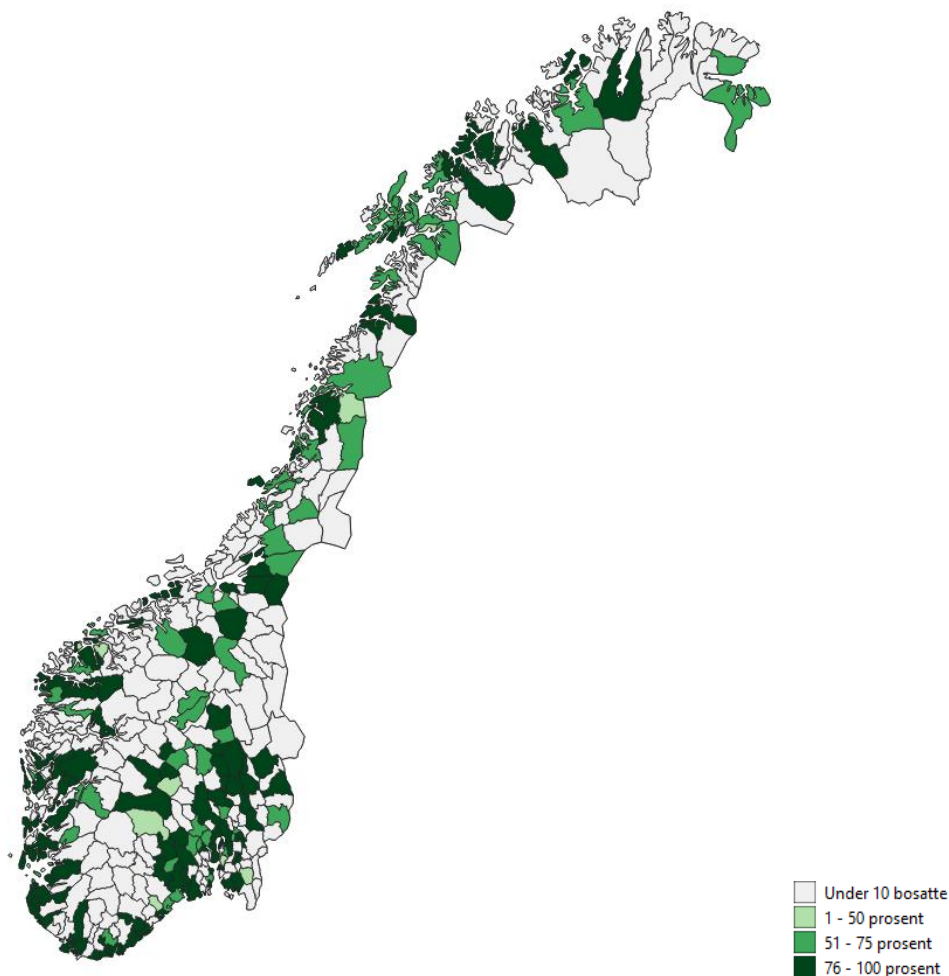 Under 10 bosatte
1 - 50 prosent
51 - 75 prosent
76 - 100 prosent